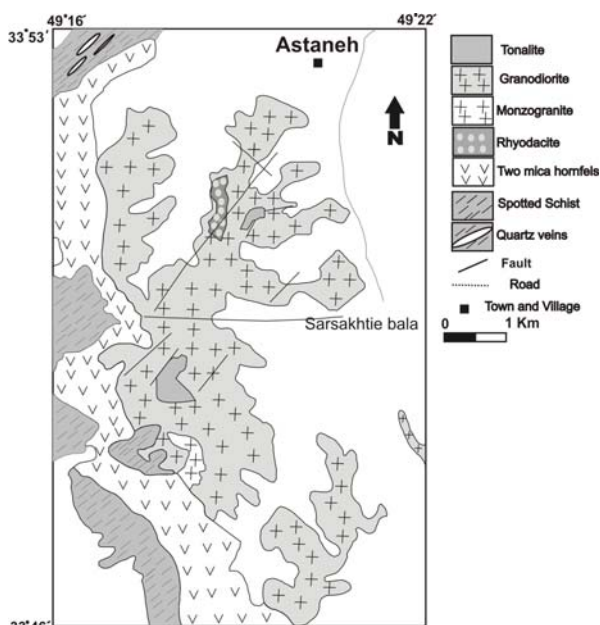 49°16′
49°22′
33°53′
Astaneh
N
Sarsakhtie bala
Tonalite
Granodiorite
Monzogranite
Rhyodacite
Two mica hornfels
Spotted Schist
Quartz veins
Fault
Road
Town and Village
0 1 Km